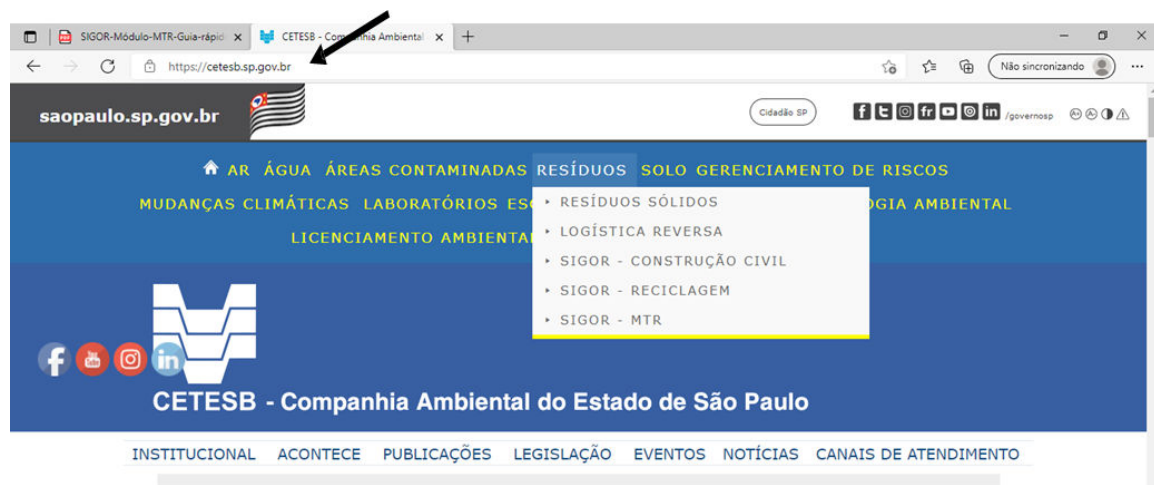 SIGOR-Módulo-MTR-Guia-rápid
CETESB - Companhia Ambiental
https://cetesb.sp.gov.br
Não sincronizando
saopaulo.sp.gov.br
Cidadão SP
/governosp
AR ÁGUA ÁREAS CONTAMINADAS RESÍDUOS SOLO GERENCIAMENTO DE RISCOS
MUDANÇAS CLIMÁTICAS LABORATÓRIOS ES GIA AMBIENTAL
LICENCIAMENTO AMBIENTA
RESÍDUOS SÓLIDOS
LOGÍSTICA REVERSA
SIGOR - CONSTRUÇÃO CIVIL
SIGOR - RECICLAGEM
SIGOR - MTR
CETESB - Companhia Ambiental do Estado de São Paulo
INSTITUCIONAL ACONTECE PUBLICAÇÕES LEGISLAÇÃO EVENTOS NOTÍCIAS CANAIS DE ATENDIMENTO